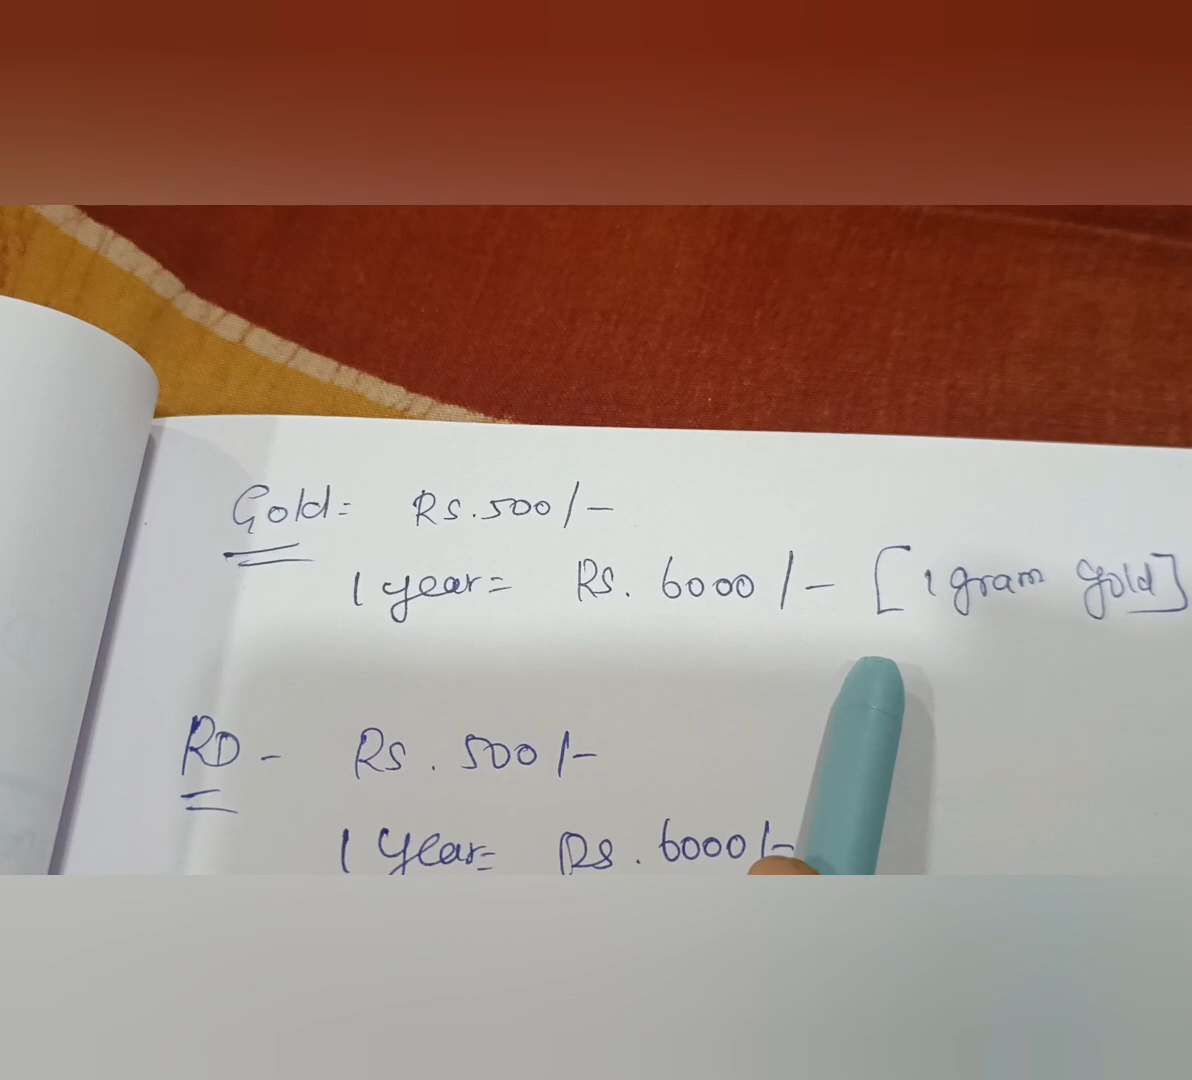 Gold= Rs.500/-
1 year= Rs. 6000/- [1 gram gold]
RD - Rs. 500/-
1 Year= Rs. 6000/-